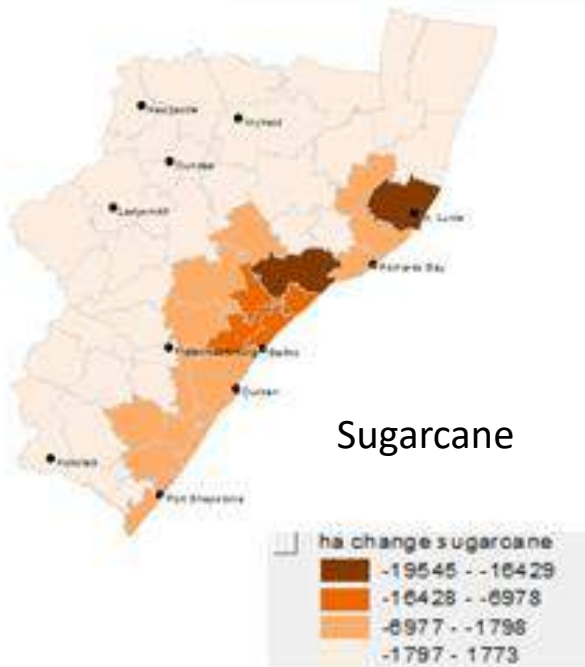 Newcastle
Vryheid
Dundee
Ladysmith
St. Lucia
Richards Bay
Pietermaritzburg
Ballito
Durban
Kokstad
Port Shepstone
Sugarcane
ha change sugarcane
-19545 - -16429
-16428 - -6978
-6977 - -1798
-1797 - 1773